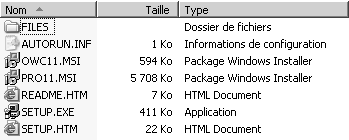 Nom Taille Type
FILES Dossier de fichiers
AUTORUN.INF 1 Ko Informations de configuration
OWC11.MSI 594 Ko Package Windows Installer
PRO11.MSI 5 708 Ko Package Windows Installer
README.HTM 7 Ko HTML Document
SETUP.EXE 411 Ko Application
SETUP.HTM 22 Ko HTML Document